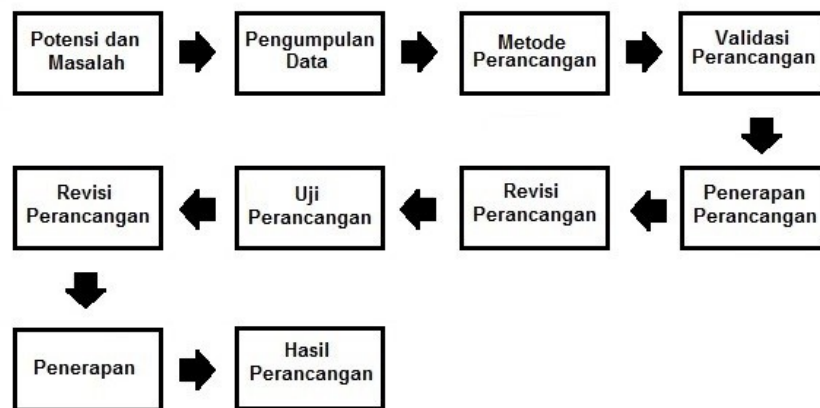 Potensi dan
Masalah
Pengumpulan
Data
Metode
Perancangan
Validasi
Perancangan
Penerapan
Perancangan
Revisi
Perancangan
Uji
Perancangan
Revisi
Perancangan
Penerapan
Hasil
Perancangan